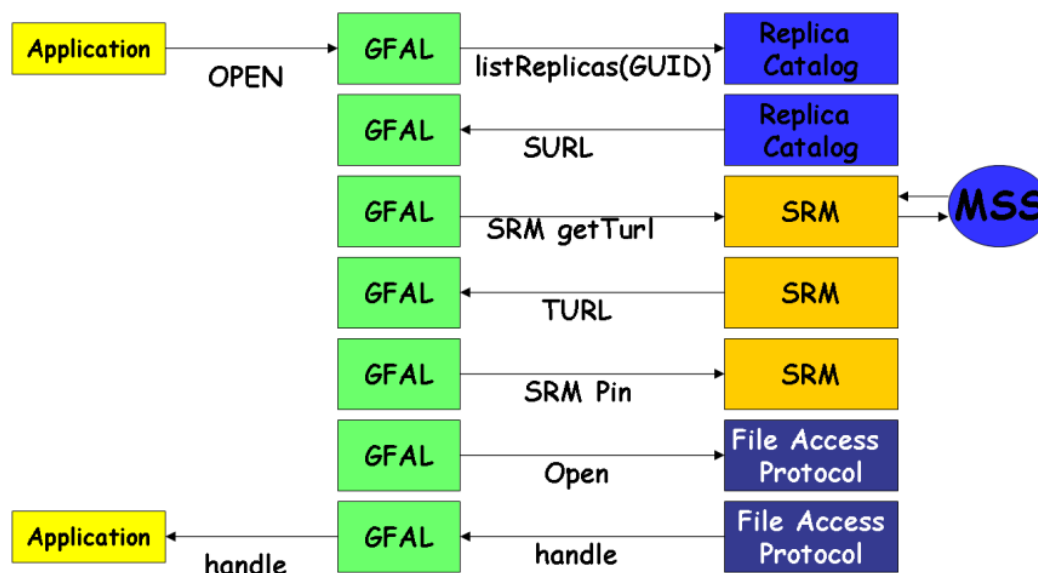 Application
GFAL
Replica
Catalog
OPEN
listReplicas(GUID)
GFAL
Replica
Catalog
SURL
GFAL
SRM
MSS
SRM getTurl
GFAL
SRM
TURL
GFAL
SRM
SRM Pin
GFAL
File Access
Protocol
Open
Application
GFAL
File Access
Protocol
handle
handle